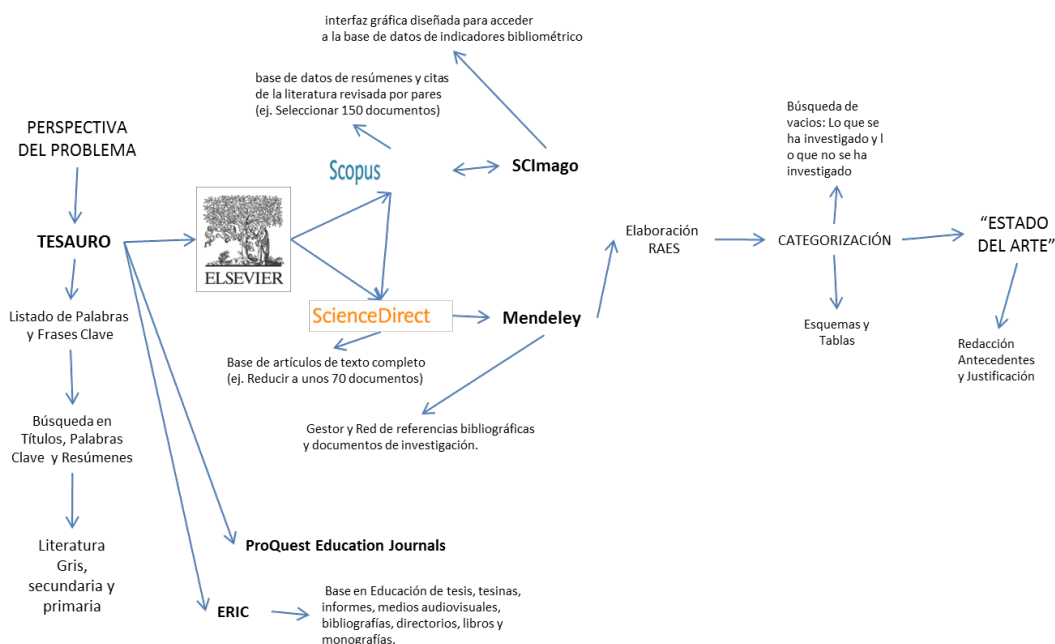 interfaz gráfica diseñada para acceder
a la base de datos de indicadores bibliométrico
base de datos de resúmenes y citas
de la literatura revisada por pares
(ej. Seleccionar 150 documentos)
PERSPECTIVA
DEL PROBLEMA
Búsqueda de
vacios: Lo que se
ha investigado y l
o que no se ha
investigado
Scopus
SCImago
TESAURO
ELSEVIER
Elaboración
RAES
CATEGORIZACIÓN
“ESTADO
DEL ARTE”
Listado de Palabras
y Frases Clave
ScienceDirect
Mendeley
Esquemas y
Tablas
Redacción
Antecedentes
y Justificación
Base de artículos de texto completo
(ej. Reducir a unos 70 documentos)
Búsqueda en
Títulos, Palabras
Clave y Resúmenes
Gestor y Red de referencias bibliográficas
y documentos de investigación.
Literatura
Gris,
secundaria y
primaria
ProQuest Education Journals
ERIC
Base en Educación de tesis, tesinas,
informes, medios audiovisuales,
bibliografías, directorios, libros y
monografías.